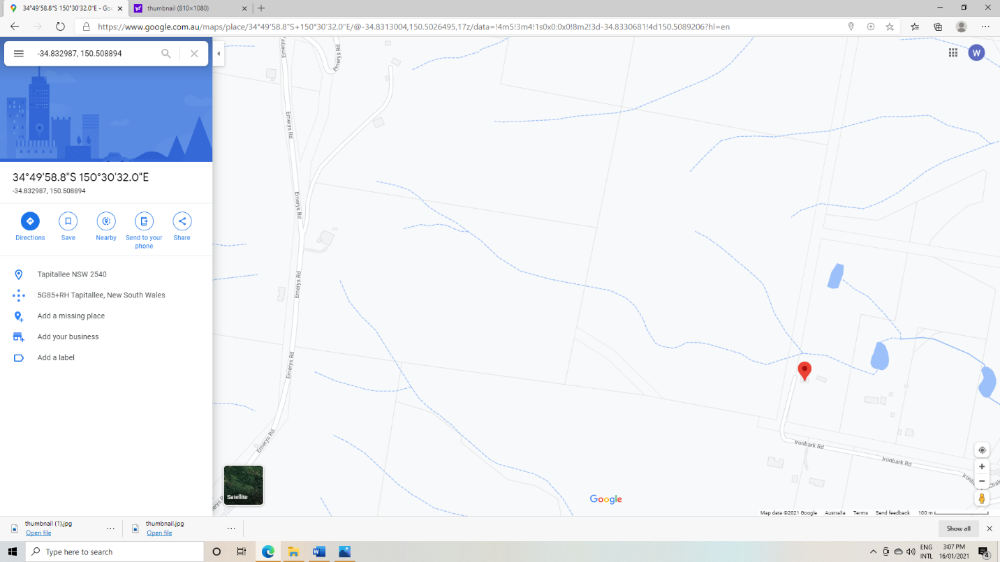 34°49'58.8"S 150°30'32.0"E - Goo
thumbnail (810×1080)
https://www.google.com.au/maps/place/34°49'58.8"S+150°30'32.0"E/@-34.8313004,150.5026495,17z/data=!4m5!3m4!1s0x0:0x0!8m2!3d-34.8330681!4d150.5089206?hl=en
-34.832987, 150.508894
W
34°49'58.8"S 150°30'32.0"E
-34.832987, 150.508894
Directions
Save
Nearby
Send to your phone
Share
Tapitallee NSW 2540
5G85+RH Tapitallee, New South Wales
Add a missing place
Add your business
Add a label
Emerys Rd
Emerys Rd
Emerys Rd
Emerys Rd
Emerys Rd
Emerys Rd
Emerys Rd
Ironbark Rd
Ironbark Rd
Satellite
Google
Map data ©2021 Google
Australia
Terms
Send feedback
100 m
thumbnail (1).jpg
Open file
thumbnail.jpg
Open file
Show all
Type here to search
ENG
INTL
3:07 PM
16/01/2021
4